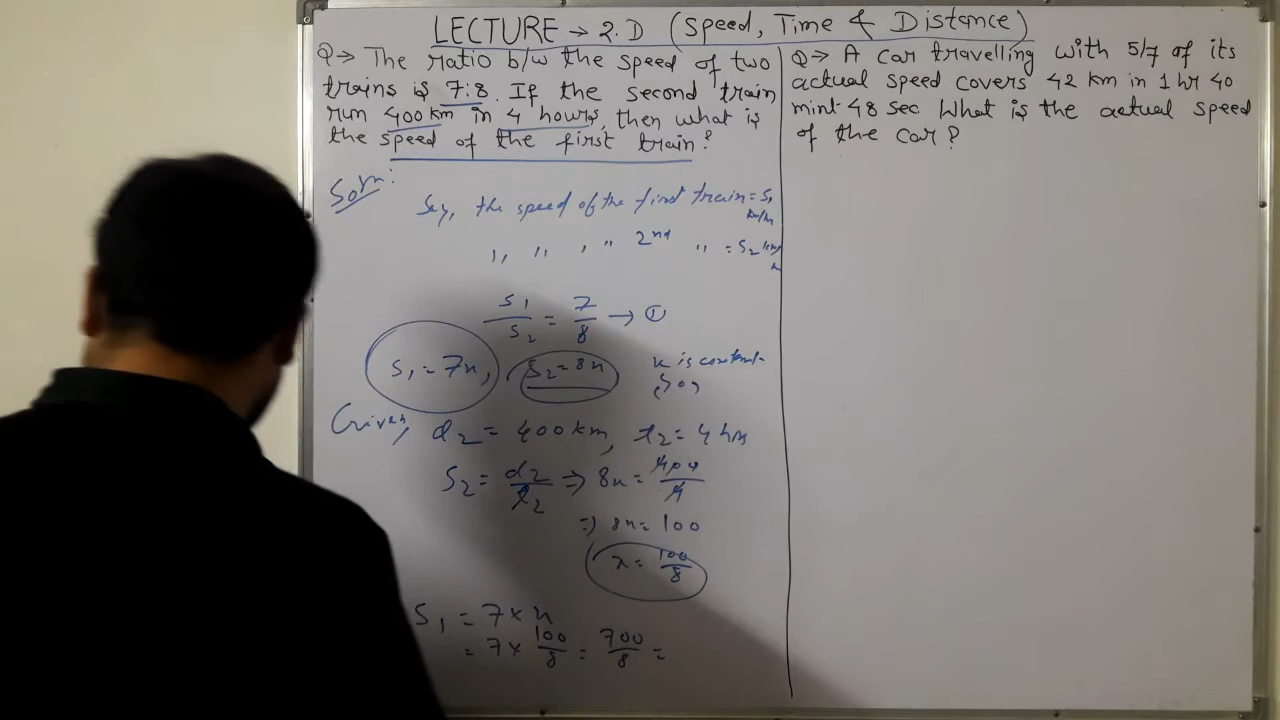 LECTURE → 2.D (Speed, Time & Distance)
Q→ The ratio b/w the speed of two
trains is 7:8. If the second train
run 400 km in 4 hours, then what is
the speed of the first train?
Soln:
Say, the speed of the first train = S1 km/h
,, ,, ,, ,, 2nd ,, = S2 km/h
S1/S2 = 7/8 → ①
S1 = 7x, S2 = 8x x is constant
So,
Given, d2 = 400 km, t2 = 4 hrs
S2 = d2/t2 ⇒ 8x = 400/4
⇒ 8x = 100
x = 100/8
S1 = 7 × x
= 7 × 100/8 = 700/8 =
Q→ A car travelling with 5/7 of its
actual speed covers 42 km in 1 hr 40
mint 48 sec What is the actual speed
of the car?